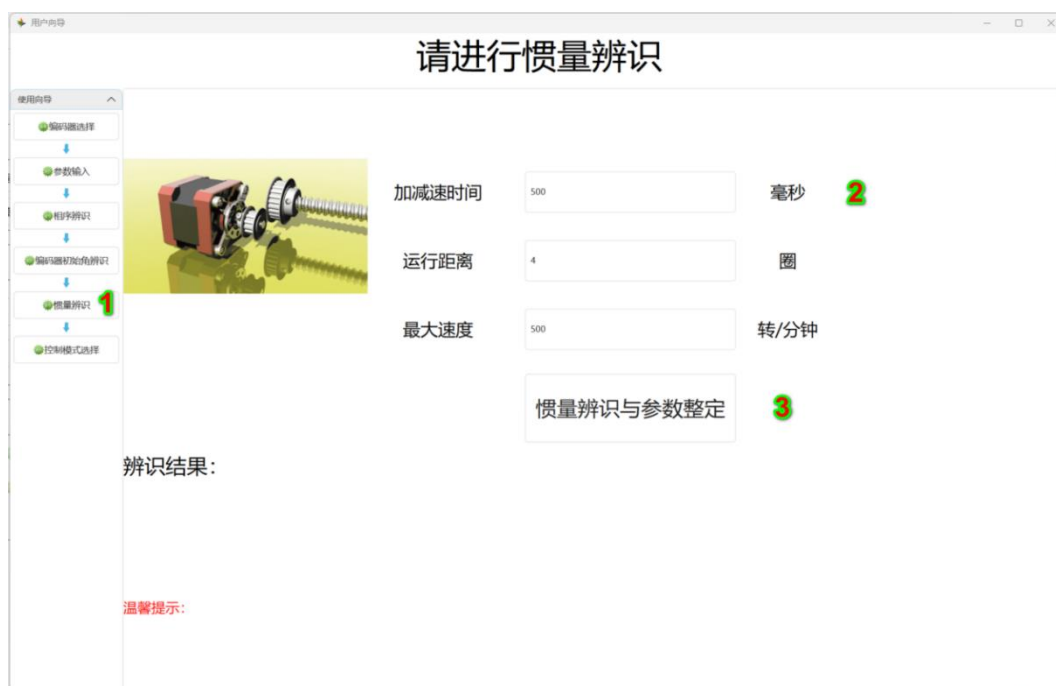 用户向导
请进行惯量辨识
使用向导
编码器选择
参数输入
相序辨识
编码器初始角辨识
惯量辨识 1
控制模式选择
加减速时间 500 毫秒 2
运行距离 4 圈
最大速度 500 转/分钟
惯量辨识与参数整定 3
辨识结果：
温馨提示：